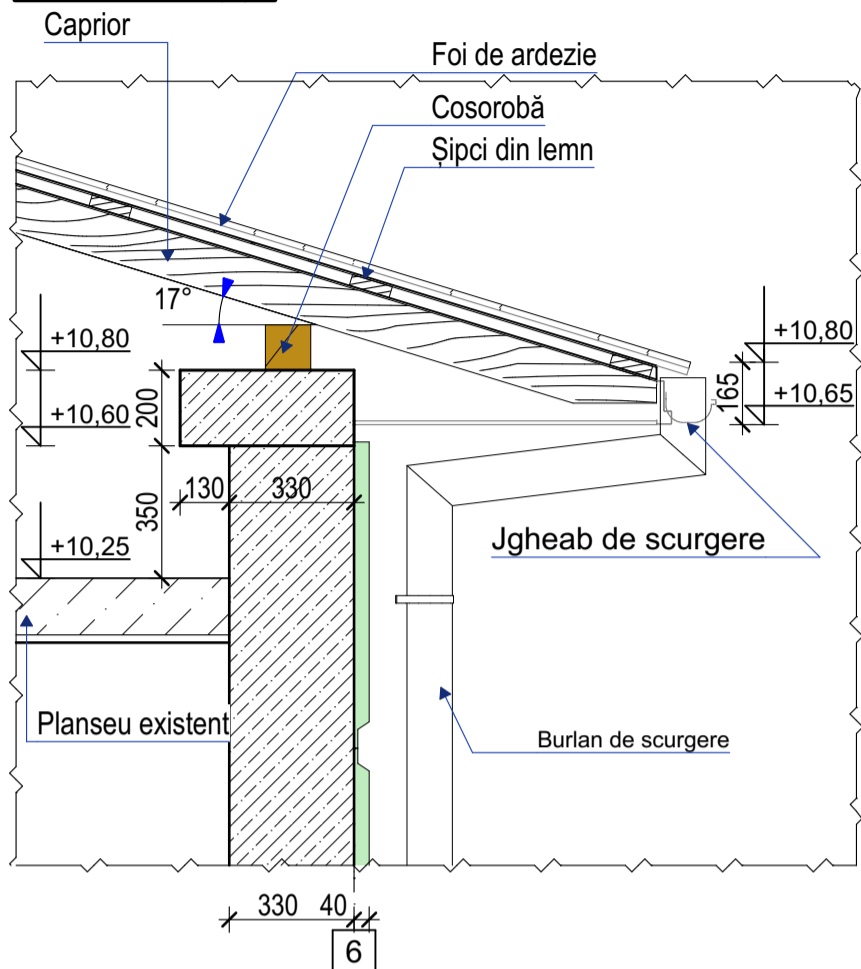 Caprior
Foi de ardezie
Cosorobă
Șipci din lemn
17°
+10,80
+10,80
200
165
+10,65
+10,60
130
330
350
+10,25
Jgheab de scurgere
Planseu existent
Burlan de scurgere
330
40
6